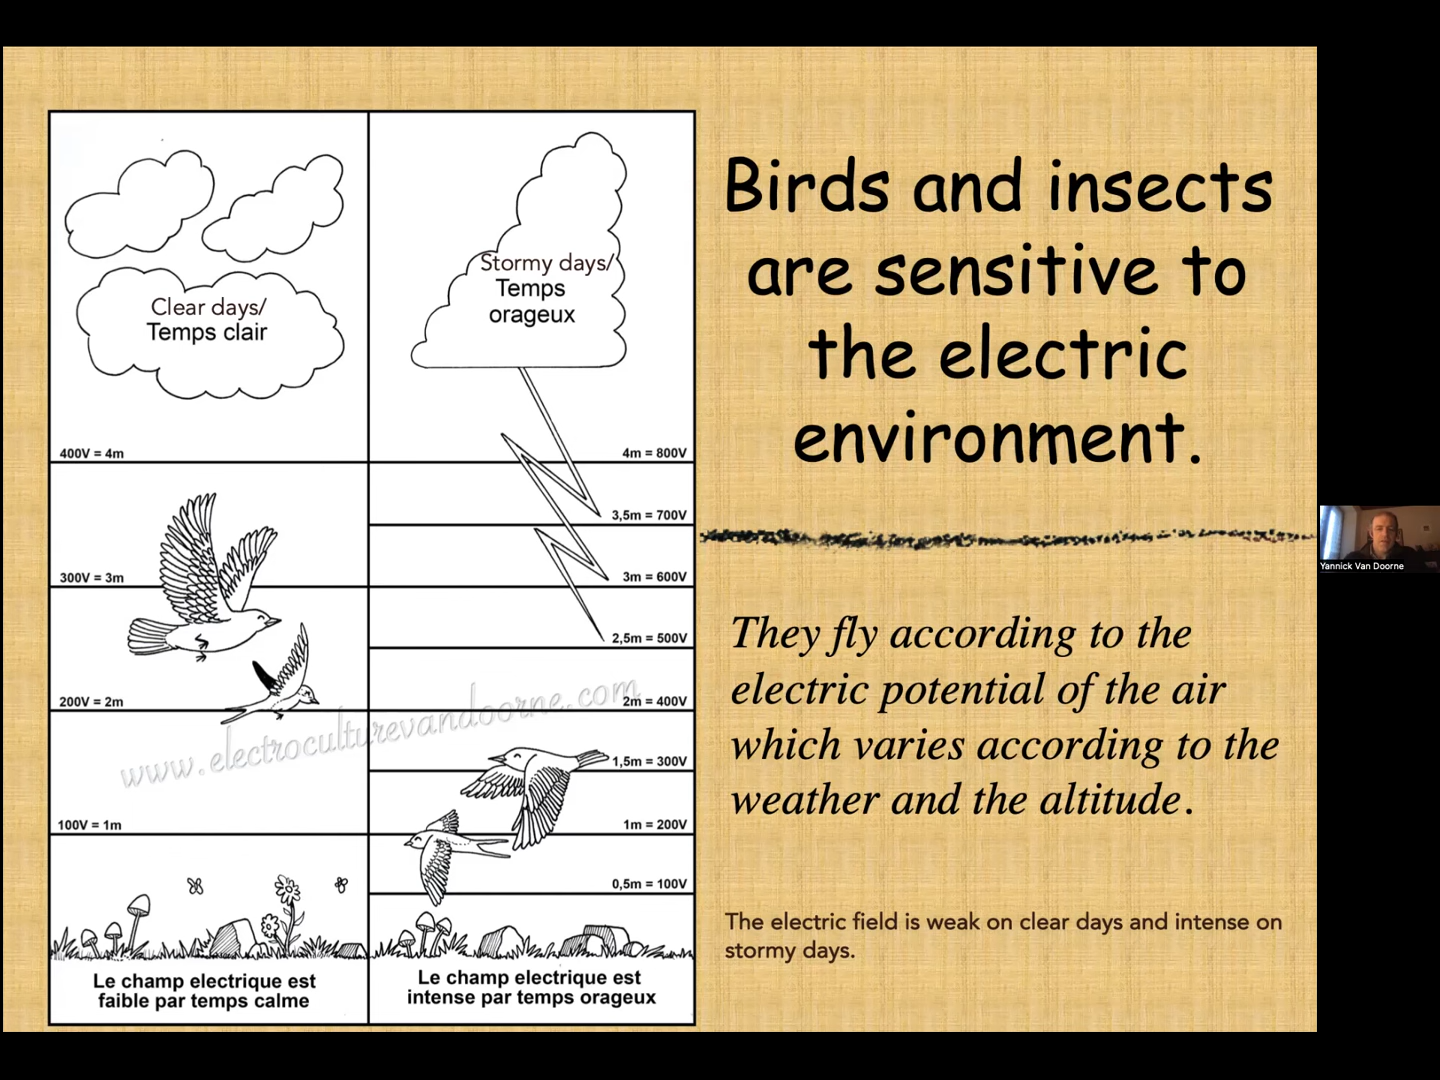 Birds and insects
are sensitive to
the electric
environment.
They fly according to the
electric potential of the air
which varies according to the
weather and the altitude.
The electric field is weak on clear days and intense on
stormy days.
Clear days/
Temps clair
400V = 4m
300V = 3m
200V = 2m
100V = 1m
Le champ electrique est
faible par temps calme
Stormy days/
Temps
orageux
4m = 800V
3,5m = 700V
3m = 600V
2,5m = 500V
2m = 400V
1,5m = 300V
1m = 200V
0,5m = 100V
Le champ electrique est
intense par temps orageux
www.electroculturevandoorne.com
Yannick Van Doorne